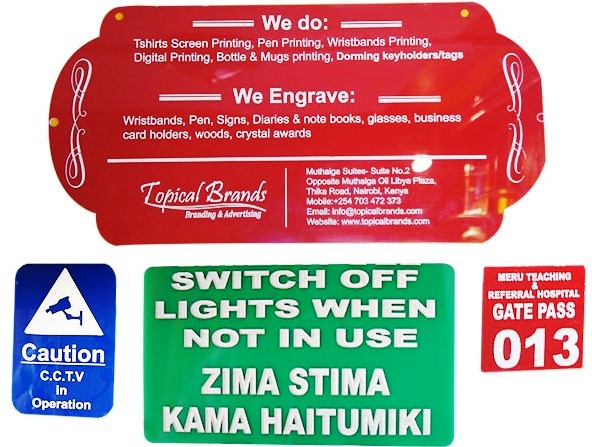 We do:
Tshirts Screen Printing, Pen Printing, Wristbands Printing,
Digital Printing, Bottle & Mugs printing, Dorming keyholders/tags
We Engrave:
Wristbands, Pen, Signs, Diaries & note books, glasses, business
card holders, woods, crystal awards
Topical Brands
Branding & Advertising
Muthaiga Suites- Suite No.2
Opposite Muthaiga Oil Libya Plaza,
Thika Road, Nairobi, Kenya
Mobile:+254 703 472 373
Email: info@topicalbrands.com
Website: www.topicalbrands.com
Caution
C.C.T.V
in
Operation
SWITCH OFF
LIGHTS WHEN
NOT IN USE
ZIMA STIMA
KAMA HAITUMIKI
MERU TEACHING
&
REFERRAL HOSPITAL
GATE PASS
013